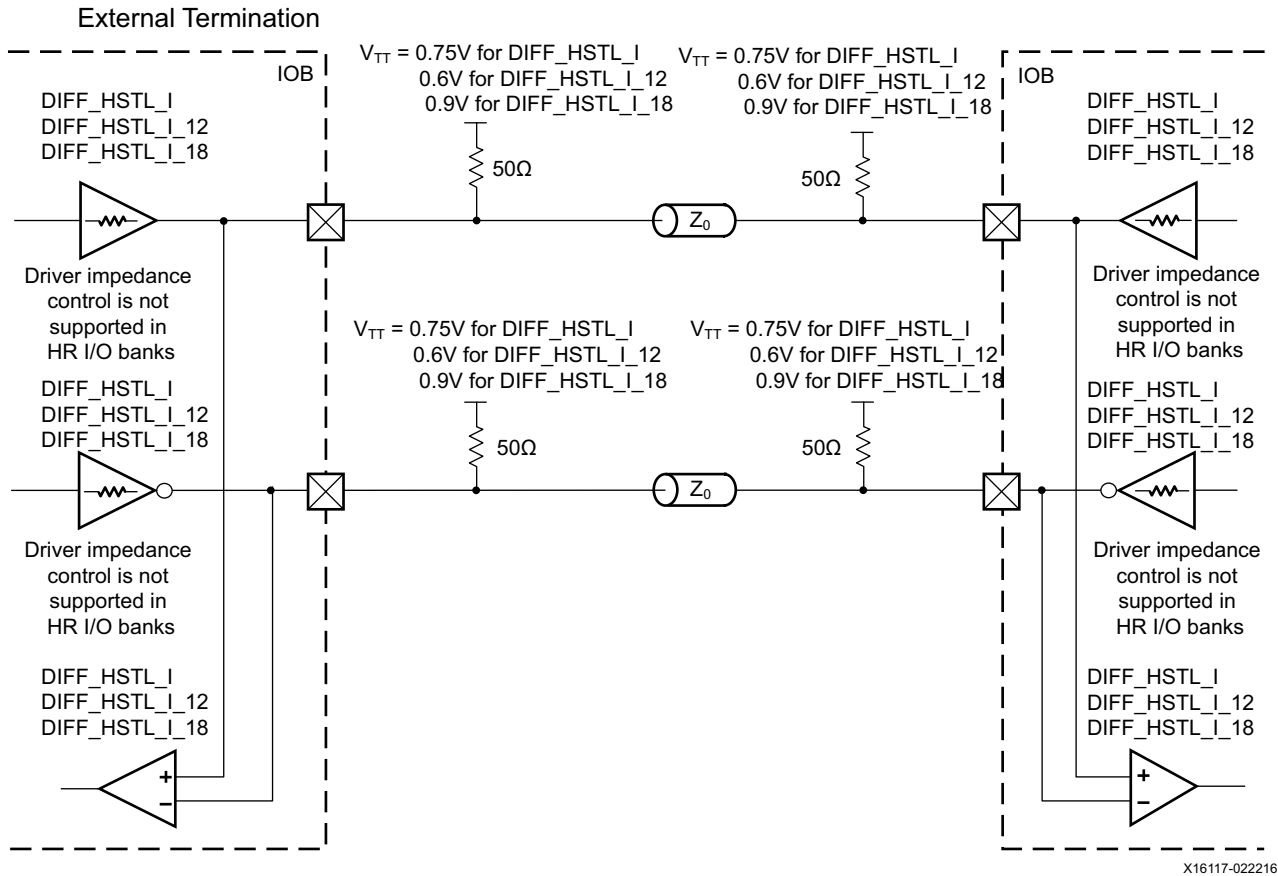 External Termination
IOB
V_TT = 0.75V for DIFF_HSTL_I
0.6V for DIFF_HSTL_I_12
0.9V for DIFF_HSTL_I_18
V_TT = 0.75V for DIFF_HSTL_I
0.6V for DIFF_HSTL_I_12
0.9V for DIFF_HSTL_I_18
IOB
DIFF_HSTL_I
DIFF_HSTL_I_12
DIFF_HSTL_I_18
DIFF_HSTL_I
DIFF_HSTL_I_12
DIFF_HSTL_I_18
50Ω
50Ω
Z₀
Driver impedance
control is not
supported in
HR I/O banks
Driver impedance
control is not
supported in
HR I/O banks
V_TT = 0.75V for DIFF_HSTL_I
0.6V for DIFF_HSTL_I_12
0.9V for DIFF_HSTL_I_18
V_TT = 0.75V for DIFF_HSTL_I
0.6V for DIFF_HSTL_I_12
0.9V for DIFF_HSTL_I_18
DIFF_HSTL_I
DIFF_HSTL_I_12
DIFF_HSTL_I_18
DIFF_HSTL_I
DIFF_HSTL_I_12
DIFF_HSTL_I_18
50Ω
50Ω
Z₀
Driver impedance
control is not
supported in
HR I/O banks
Driver impedance
control is not
supported in
HR I/O banks
DIFF_HSTL_I
DIFF_HSTL_I_12
DIFF_HSTL_I_18
DIFF_HSTL_I
DIFF_HSTL_I_12
DIFF_HSTL_I_18
+
−
+
−
X16117-022216